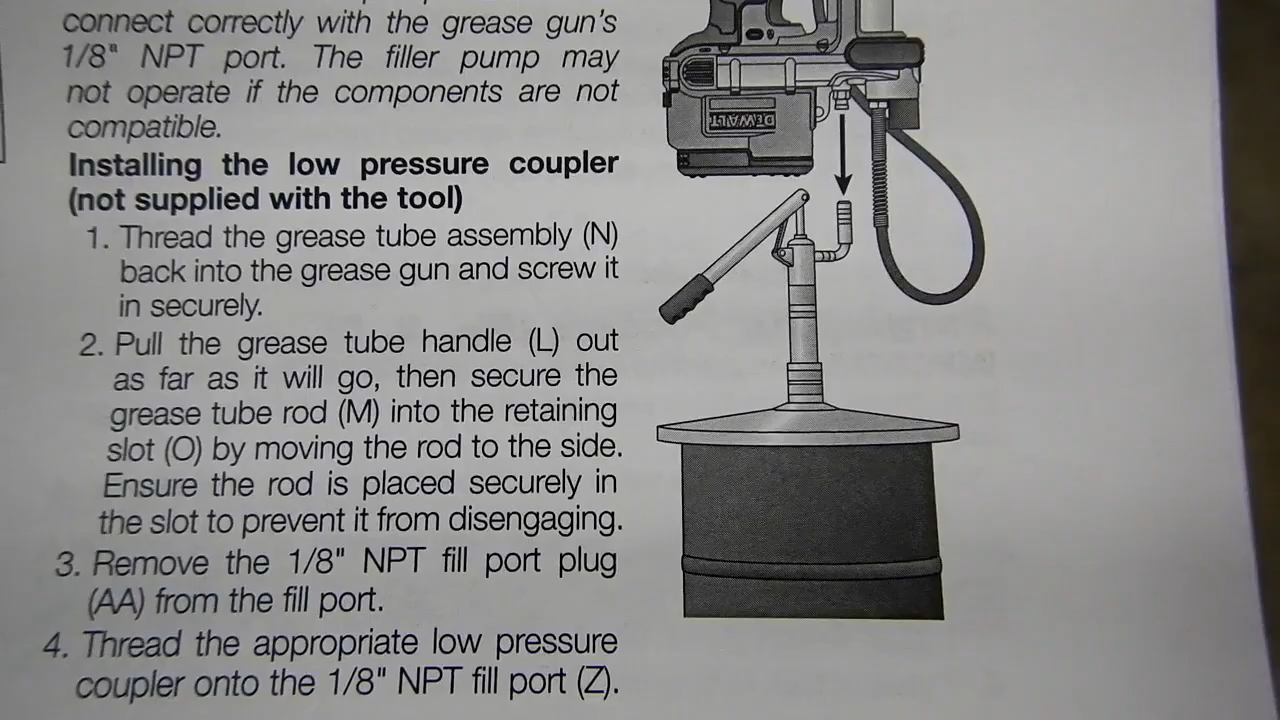 connect correctly with the grease gun's
1/8" NPT port. The filler pump may
not operate if the components are not
compatible.
Installing the low pressure coupler
(not supplied with the tool)
1. Thread the grease tube assembly (N)
back into the grease gun and screw it
in securely.
2. Pull the grease tube handle (L) out
as far as it will go, then secure the
grease tube rod (M) into the retaining
slot (O) by moving the rod to the side.
Ensure the rod is placed securely in
the slot to prevent it from disengaging.
3. Remove the 1/8" NPT fill port plug
(AA) from the fill port.
4. Thread the appropriate low pressure
coupler onto the 1/8" NPT fill port (Z).
DEWALT